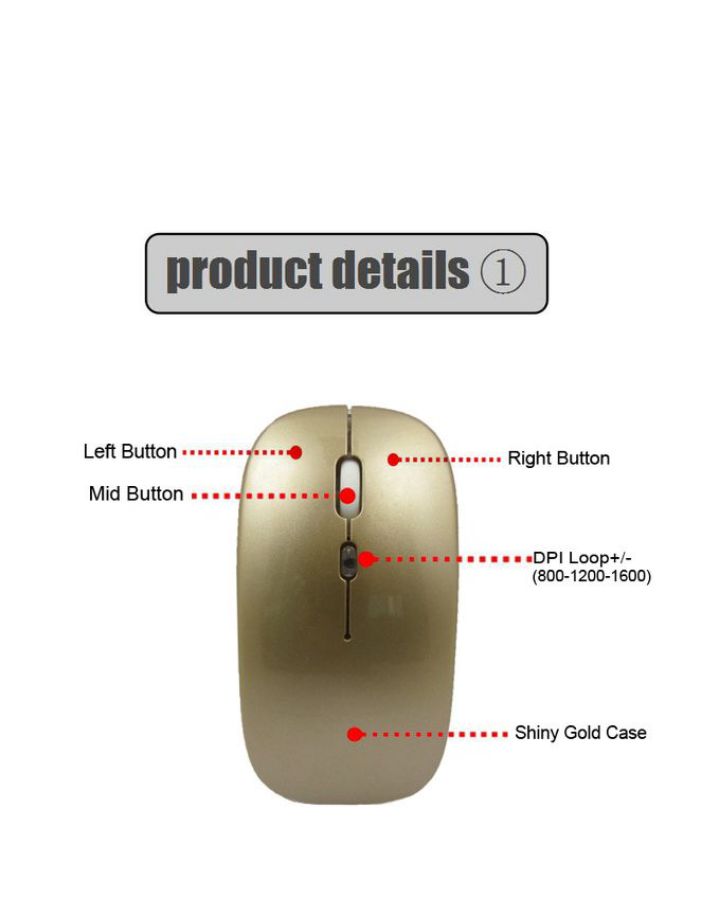 product details ①
Left Button
Right Button
Mid Button
DPI Loop+/-
(800-1200-1600)
Shiny Gold Case